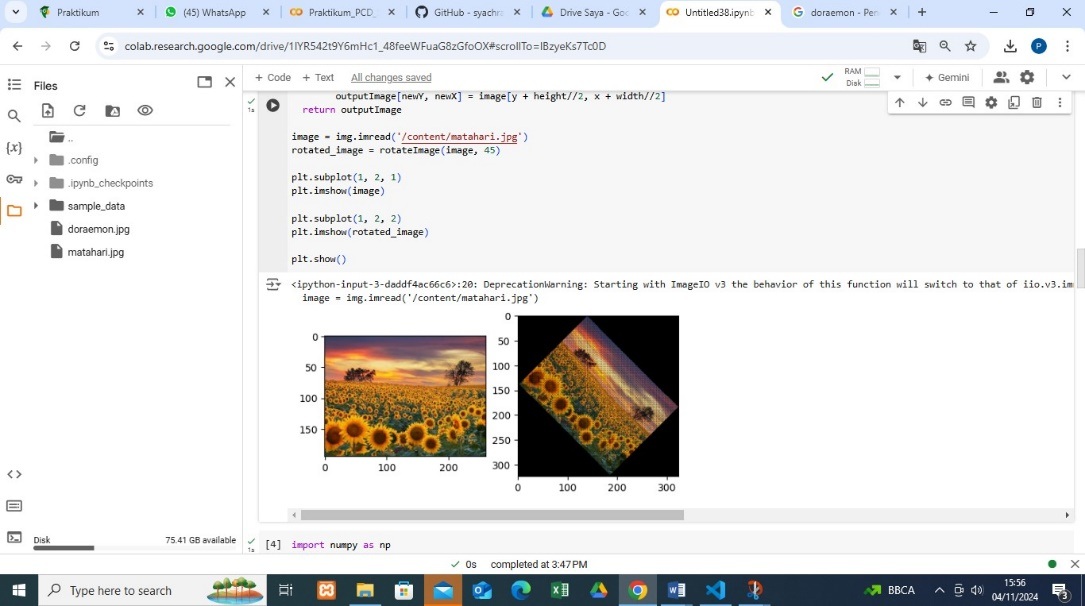 Praktikum
(45) WhatsApp
Praktikum_PCD_
GitHub - syachra
Drive Saya - Goo
Untitled38.ipynb
doraemon - Pen
colab.research.google.com/drive/1lYR542t9Y6mHc1_48feeWFuaG8zGfoOX#scrollTo=lBzyeKs7Tc0D
P
Files
+ Code
+ Text
All changes saved
RAM
Disk
Gemini
..
.config
.ipynb_checkpoints
sample_data
doraemon.jpg
matahari.jpg
{x}
1s
outputImage[newY, newX] = image[y + height//2, x + width//2]
return outputImage
image = img.imread('/content/matahari.jpg')
rotated_image = rotateImage(image, 45)
plt.subplot(1, 2, 1)
plt.imshow(image)
plt.subplot(1, 2, 2)
plt.imshow(rotated_image)
plt.show()
<ipython-input-3-daddf4ac66c6>:20: DeprecationWarning: Starting with ImageIO v3 the behavior of this function will switch to that of iio.v3.im
image = img.imread('/content/matahari.jpg')
0
50
100
150
0
100
200
0
50
100
150
200
250
300
0
100
200
300
Disk
75.41 GB available
1s
[4]
import numpy as np
0s
completed at 3:47 PM
Type here to search
BBCA
15:56
04/11/2024
3